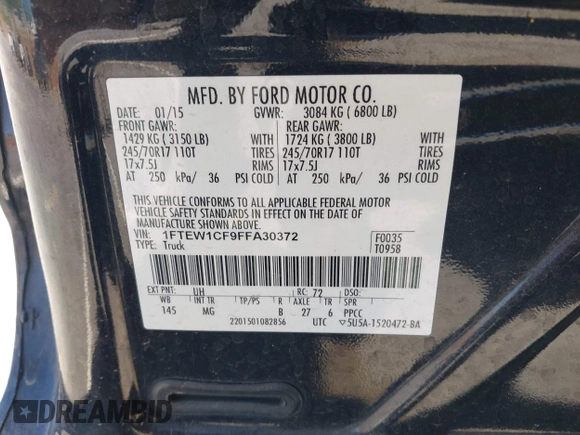 MFD. BY FORD MOTOR CO.
DATE: 01/15 GVWR: 3084 KG ( 6800 LB)
FRONT GAWR: REAR GAWR:
1429 KG ( 3150 LB) WITH 1724 KG ( 3800 LB) WITH
245/70R17 110T TIRES 245/70R17 110T TIRES
17x7.5J RIMS 17x7.5J RIMS
AT 250 kPa/ 36 PSI COLD AT 250 kPa/ 36 PSI COLD
THIS VEHICLE CONFORMS TO ALL APPLICABLE FEDERAL MOTOR
VEHICLE SAFETY STANDARDS IN EFFECT ON THE DATE OF
MANUFACTURE SHOWN ABOVE.
VIN: 1FTEW1CF9FFA30372 F0035
TYPE: Truck T0958
EXT PNT: UH RC: 72 DSO:
WB INT TR TP/PS R AXLE TR SPR
145 MG B 27 6 PPCC
2201501082856 UTC 5U5A-1520472-BA
DREAMBID